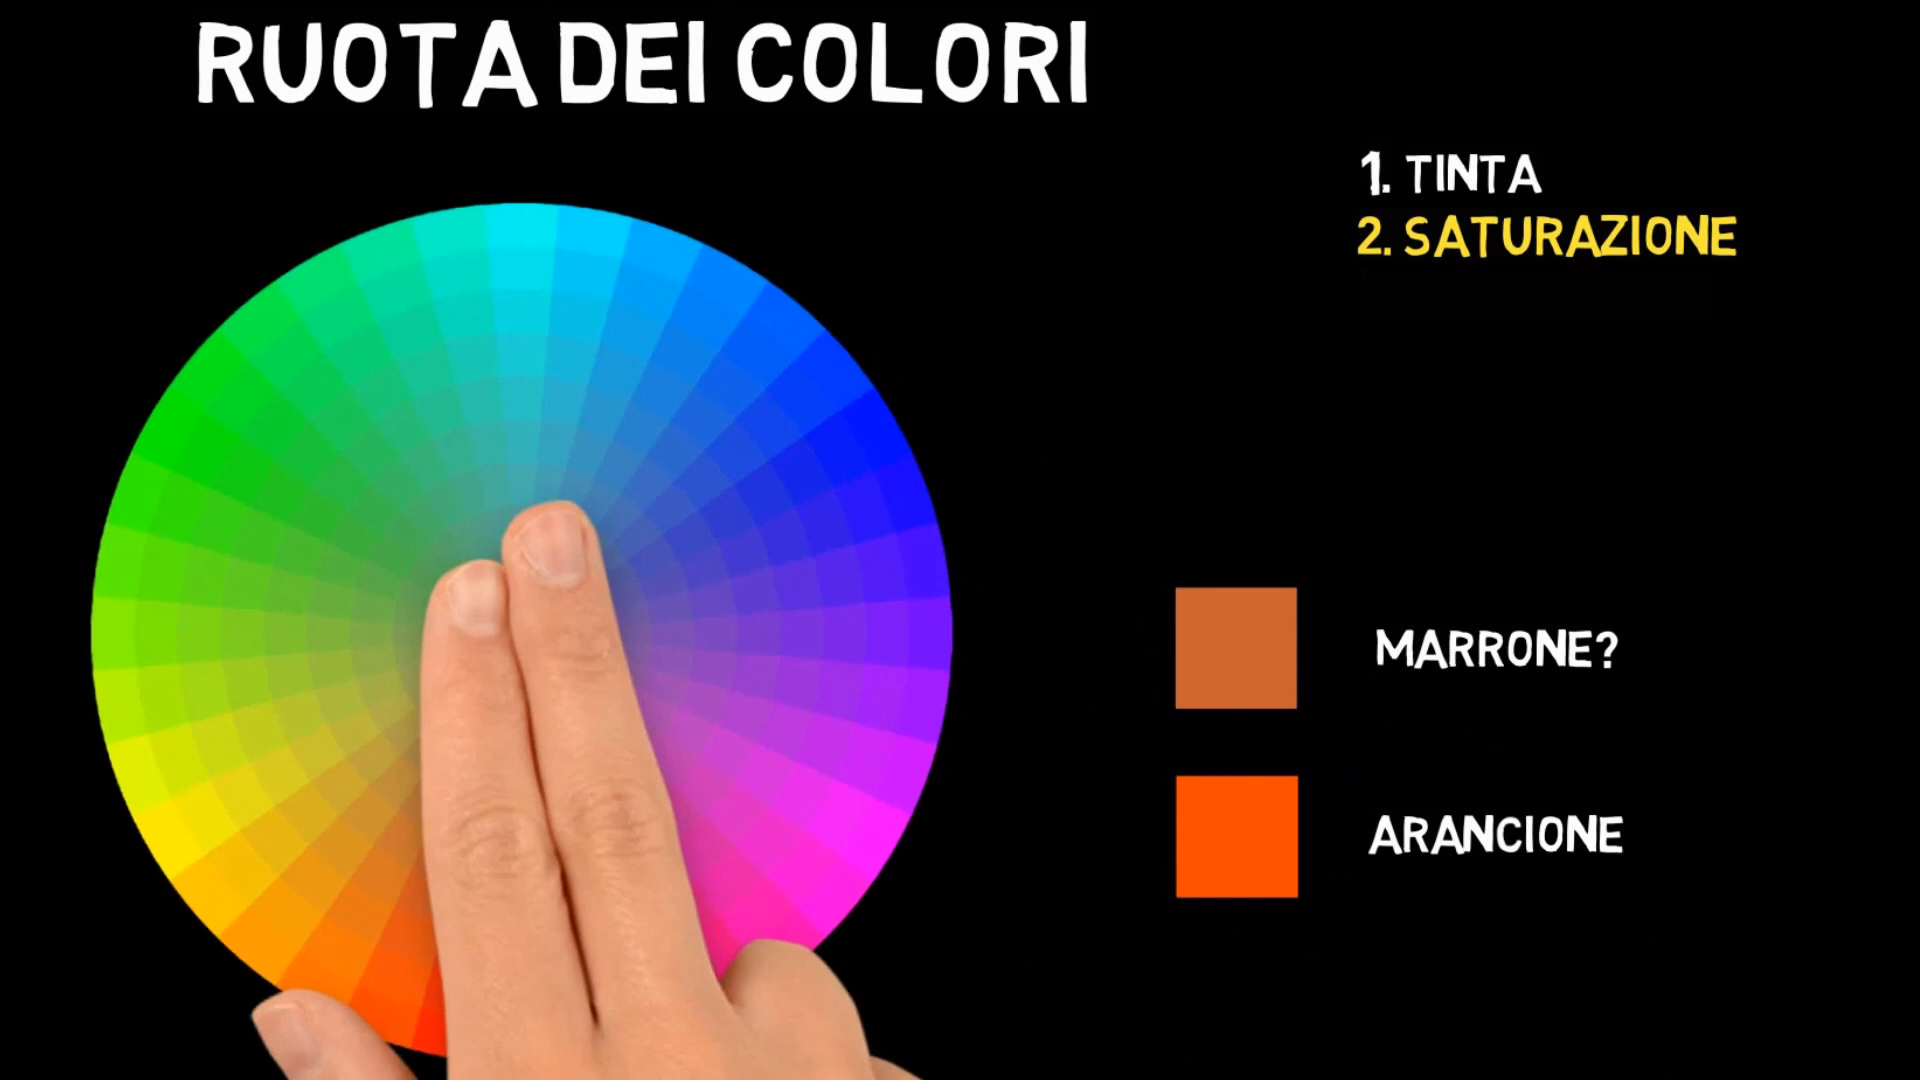 RUOTA DEI COLORI
1. TINTA
2. SATURAZIONE
MARRONE?
ARANCIONE